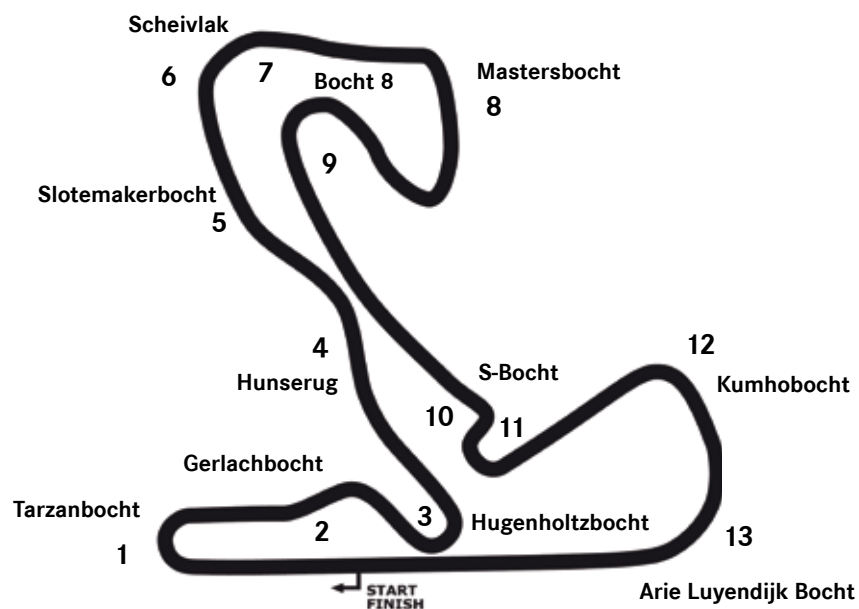 Scheivlak
6
7
Bocht 8
Mastersbocht
8
9
Slotemakerbocht
5
4
Hunserug
S-Bocht
10
11
12
Kumhobocht
Gerlachbocht
Tarzanbocht
1
2
3
Hugenholtzbocht
13
START
FINISH
Arie Luyendijk Bocht